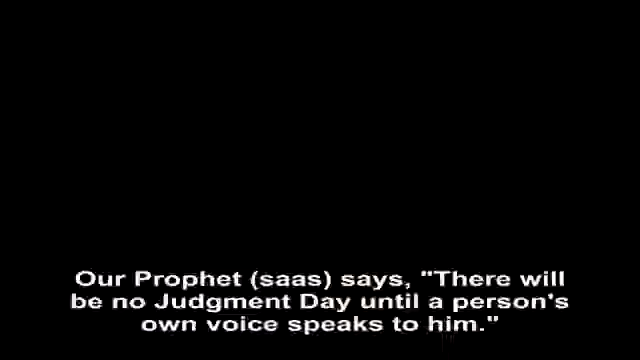 Our Prophet (saas) says, "There will
be no Judgment Day until a person's
own voice speaks to him."